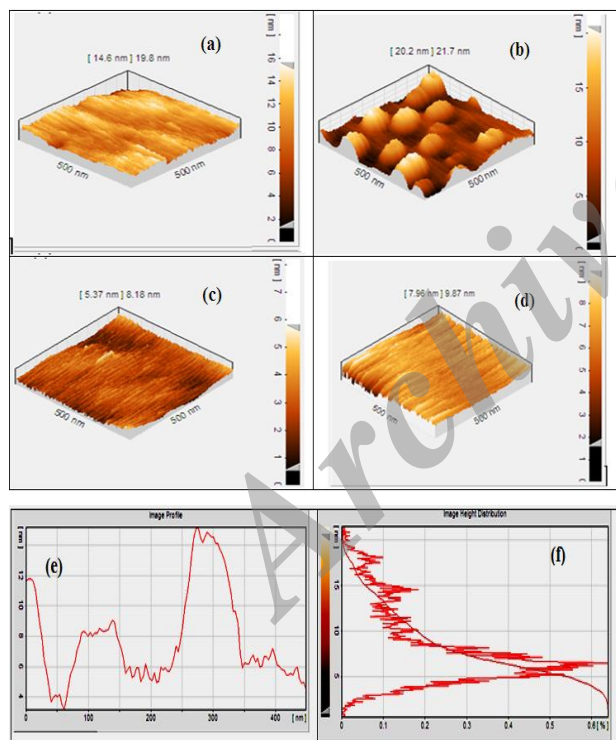 (a)
[ 14.6 nm ] 19.8 nm
500 nm
500 nm
[ nm ]
16
14
12
10
8
6
4
2
0
(b)
[ 20.2 nm ] 21.7 nm
500 nm
500 nm
[ nm ]
15
10
5
0
(c)
[ 5.37 nm ] 8.18 nm
500 nm
500 nm
[ nm ]
7
6
5
4
3
2
1
0
(d)
[ 7.96 nm ] 9.87 nm
500 nm
500 nm
[ nm ]
8
6
4
2
0
Archiv
Image Profile
(e)
[ nm ]
12
10
8
6
4
0
100
200
300
400
[ nm ]
Image Height Distribution
(f)
[ nm ]
15
10
5
0
0.1
0.2
0.3
0.4
0.5
0.6 [ % ]